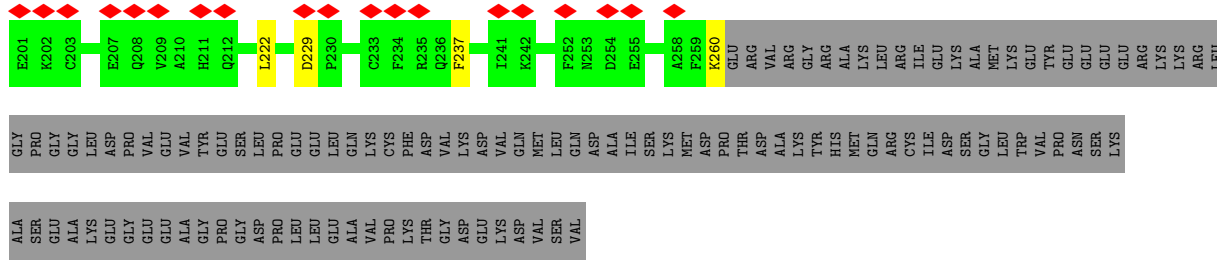 E201 K202 C203 E207 Q208 V209 A210 H211 Q212 L222 D229 P230 C233 F234 R235 Q236 F237 I241 K242 F252 N253 D254 E255 A258 F259 K260 GLU ARG VAL ARG GLY ARG ALA LYS LEU ARG ILE GLU LYS ALA MET LYS GLU TYR GLU GLU GLU GLU ARG LYS LYS ARG LEU
GLY PRO GLY GLY LEU ASP PRO VAL GLU VAL TYR GLU SER LEU PRO GLU GLU LEU GLN LYS CYS PHE ASP VAL LYS ASP VAL GLN MET LEU GLN ASP ALA ILE SER LYS MET ASP PRO THR ASP ALA LYS TYR HIS MET GLN ARG CYS ILE ASP SER GLY LEU TRP VAL PRO ASN SER LYS
ALA SER GLU ALA LYS GLU GLY GLU GLU ALA GLY PRO GLY ASP PRO LEU LEU GLU ALA VAL PRO LYS THR GLY ASP GLU LYS ASP VAL SER VAL